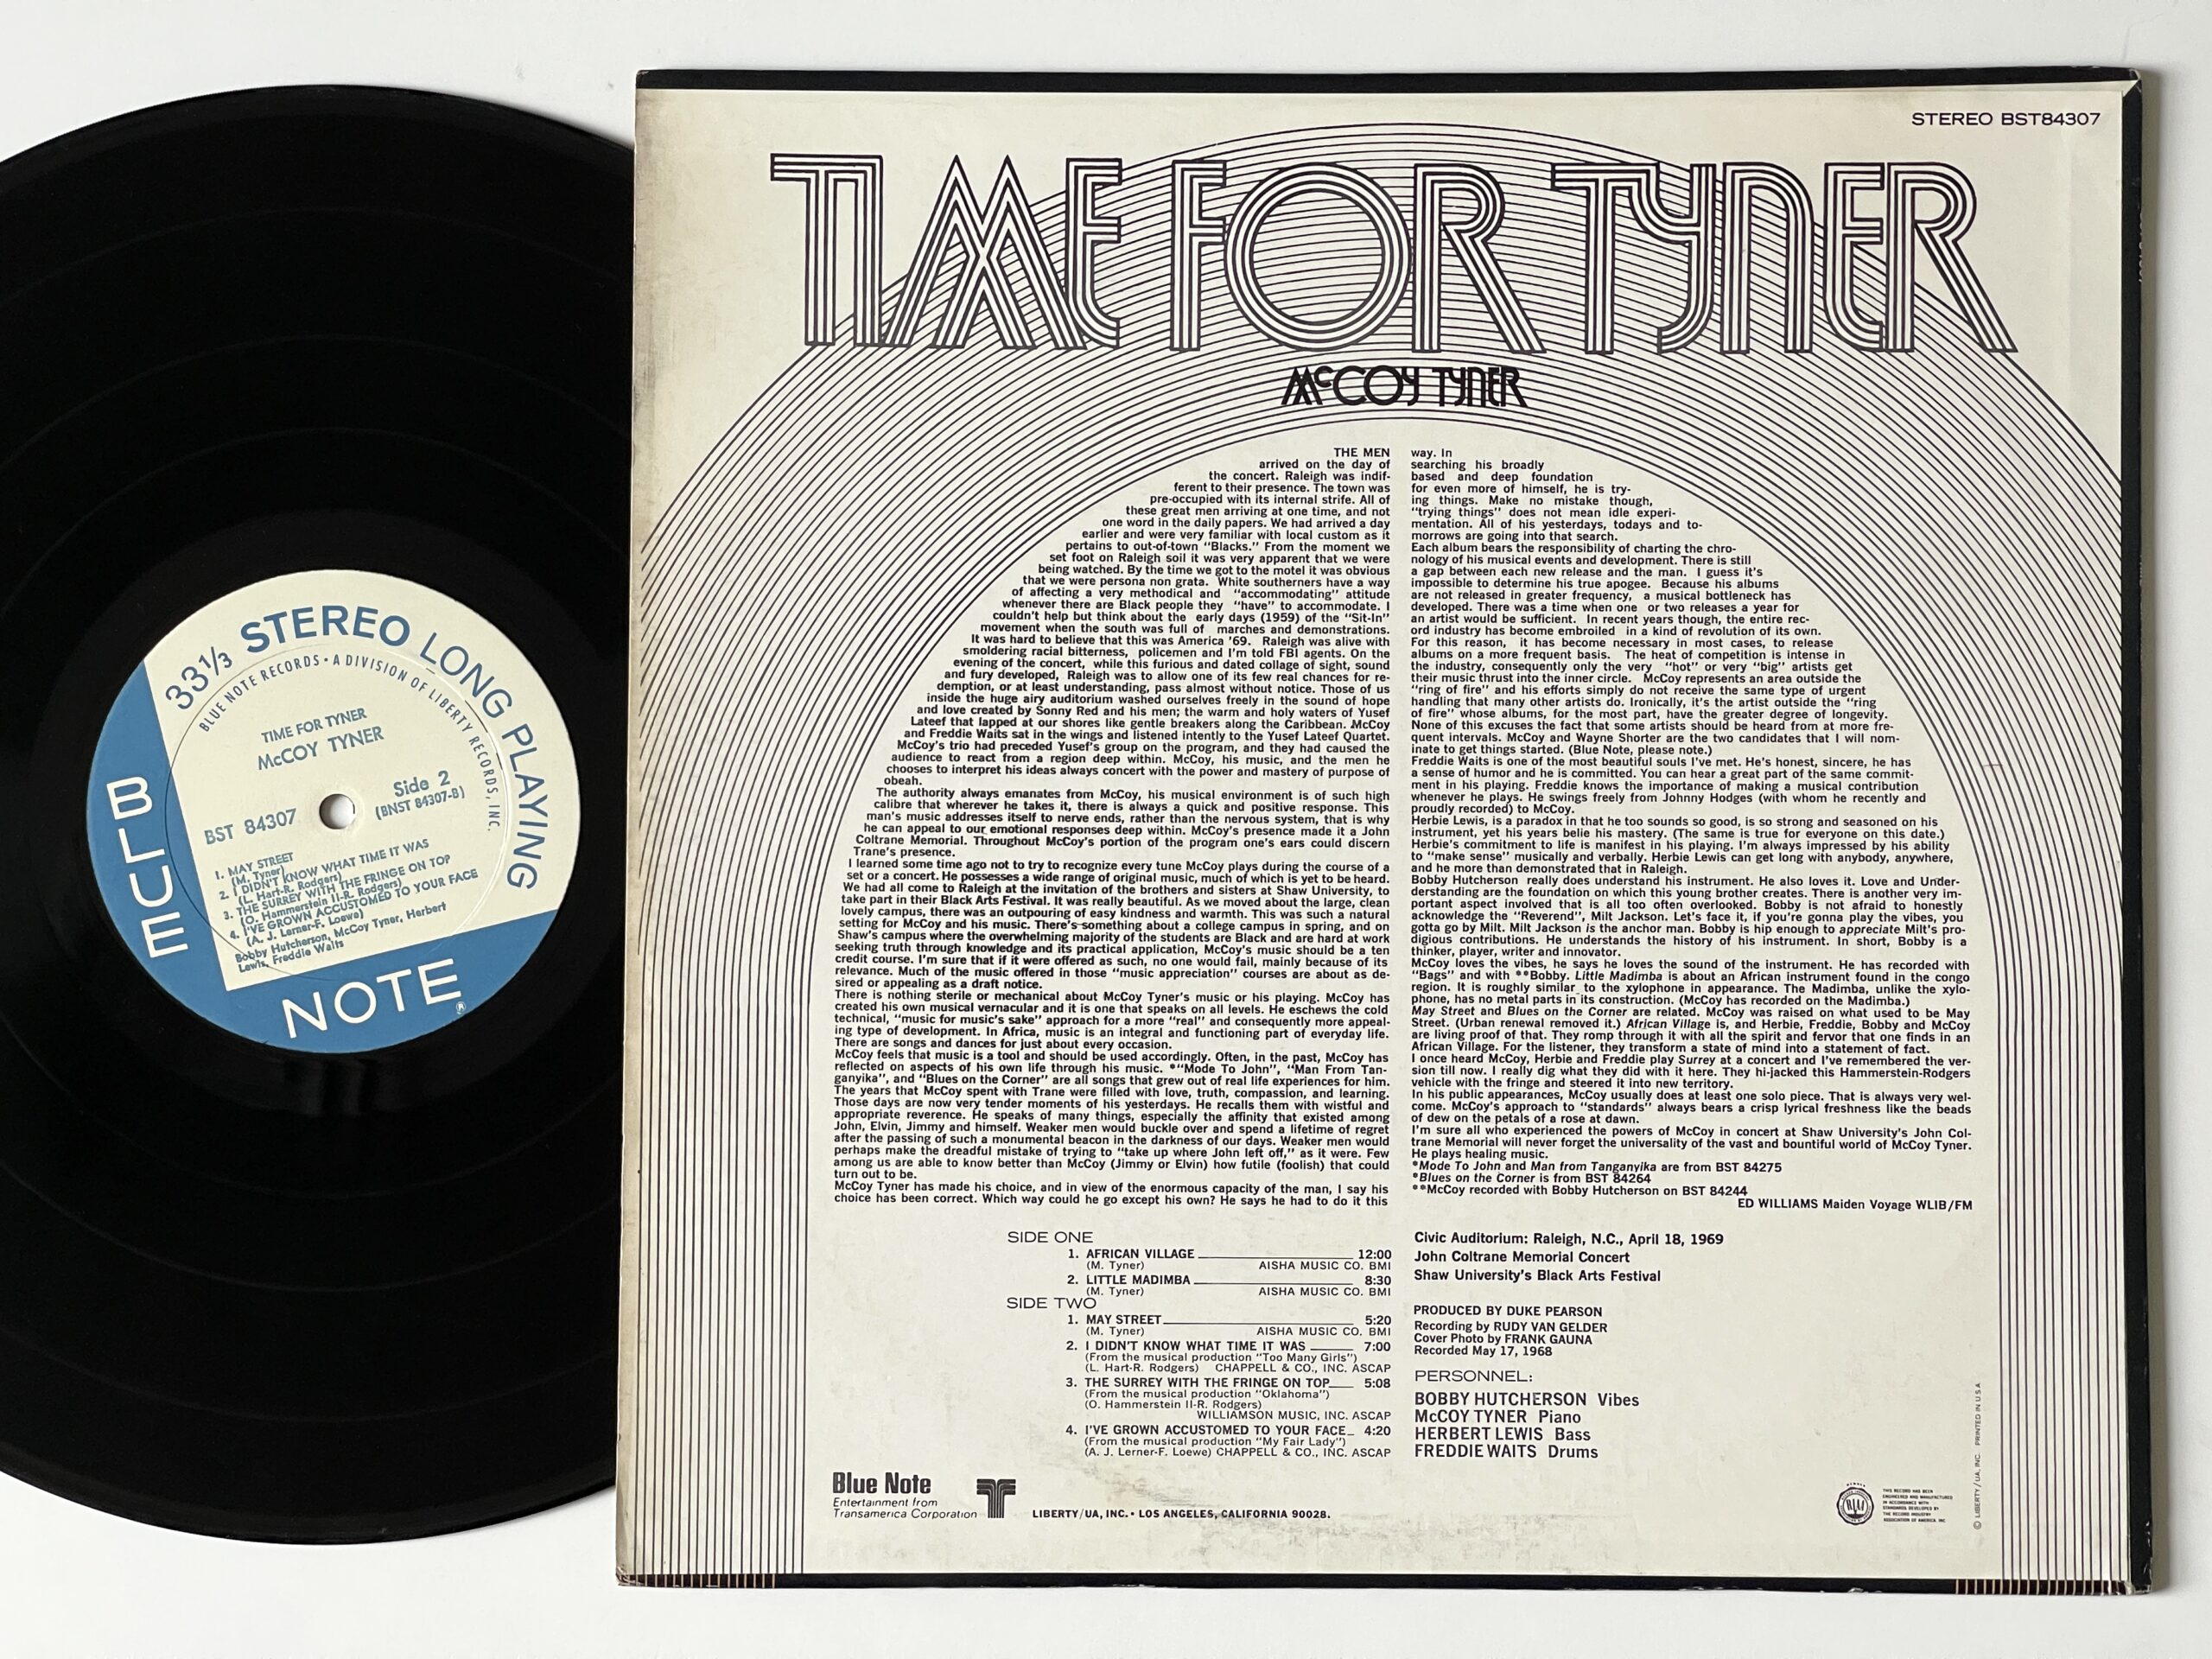 33⅓ STEREO LONG PLAYING
BLUE NOTE RECORDS • A DIVISION OF LIBERTY RECORDS, INC.
TIME FOR TYNER
McCOY TYNER
Side 2
BST 84307
(BNST 84307-B)
1. MAY STREET
(M. Tyner)
2. I DIDN'T KNOW WHAT TIME IT WAS
(L. Hart-R. Rodgers)
3. THE SURREY WITH THE FRINGE ON TOP
(O. Hammerstein II-R. Rodgers)
4. I'VE GROWN ACCUSTOMED TO YOUR FACE
(A. J. Lerner-F. Loewe)
Bobby Hutcherson, McCoy Tyner, Herbert
Lewis, Freddie Waits
BLUE
NOTE®
STEREO BST84307
TIME FOR TYNER
McCOY TYNER
THE MEN
arrived on the day of
the concert. Raleigh was indif-
ferent to their presence. The town was
pre-occupied with its internal strife. All of
these great men arriving at one time, and not
one word in the daily papers. We had arrived a day
earlier and were very familiar with local custom as it
pertains to out-of-town "Blacks." From the moment we
set foot on Raleigh soil it was very apparent that we were
being watched. By the time we got to the motel it was obvious
that we were persona non grata. White southerners have a way
of affecting a very methodical and "accommodating" attitude
whenever there are Black people they "have" to accommodate. I
couldn't help but think about the early days (1959) of the "Sit-In"
movement when the south was full of marches and demonstrations.
It was hard to believe that this was America '69. Raleigh was alive with
smoldering racial bitterness, policemen and I'm told FBI agents. On the
evening of the concert, while this furious and dated collage of sight, sound
and fury developed, Raleigh was to allow one of its few real chances for re-
demption, or at least understanding, pass almost without notice. Those of us
inside the huge airy auditorium washed ourselves freely in the sound of hope
and love created by Sonny Red and his men; the warm and holy waters of Yusef
Lateef that lapped at our shores like gentle breakers along the Caribbean. McCoy
and Freddie Waits sat in the wings and listened intently to the Yusef Lateef Quartet.
McCoy's trio had preceded Yusef's group on the program, and they had caused the
audience to react from a region deep within. McCoy, his music, and the men he
chooses to interpret his ideas always concert with the power and mastery of purpose of
obeah.
The authority always emanates from McCoy, his musical environment is of such high
calibre that wherever he takes it, there is always a quick and positive response. This
man's music addresses itself to nerve ends, rather than the nervous system, that is why
he can appeal to our emotional responses deep within. McCoy's presence made it a John
Coltrane Memorial. Throughout McCoy's portion of the program one's ears could discern
Trane's presence.
I learned some time ago not to try to recognize every tune McCoy plays during the course of a
set or a concert. He possesses a wide range of original music, much of which is yet to be heard.
We had all come to Raleigh at the invitation of the brothers and sisters at Shaw University, to
take part in their Black Arts Festival. It was really beautiful. As we moved about the large, clean
lovely campus, there was an outpouring of easy kindness and warmth. This was such a natural
setting for McCoy and his music. There's something about a college campus in spring, and on
Shaw's campus where the overwhelming majority of the students are Black and are hard at work
seeking truth through knowledge and its practical application, McCoy's music should be a ten
credit course. I'm sure that if it were offered as such, no one would fail, mainly because of its
relevance. Much of the music offered in those "music appreciation" courses are about as de-
sired or appealing as a draft notice.
There is nothing sterile or mechanical about McCoy Tyner's music or his playing. McCoy has
created his own musical vernacular and it is one that speaks on all levels. He eschews the cold
technical, "music for music's sake" approach for a more "real" and consequently more appeal-
ing type of development. In Africa, music is an integral and functioning part of everyday life.
There are songs and dances for just about every occasion.
McCoy feels that music is a tool and should be used accordingly. Often, in the past, McCoy has
reflected on aspects of his own life through his music. *"Mode To John", "Man From Tan-
ganyika", and "Blues on the Corner" are all songs that grew out of real life experiences for him.
The years that McCoy spent with Trane were filled with love, truth, compassion, and learning.
Those days are now very tender moments of his yesterdays. He recalls them with wistful and
appropriate reverence. He speaks of many things, especially the affinity that existed among
John, Elvin, Jimmy and himself. Weaker men would buckle over and spend a lifetime of regret
after the passing of such a monumental beacon in the darkness of our days. Weaker men would
perhaps make the dreadful mistake of trying to "take up where John left off," as it were. Few
among us are able to know better than McCoy (Jimmy or Elvin) how futile (foolish) that could
turn out to be.
McCoy Tyner has made his choice, and in view of the enormous capacity of the man, I say his
choice has been correct. Which way could he go except his own? He says he had to do it this
way. In
searching his broadly
based and deep foundation
for even more of himself, he is try-
ing things. Make no mistake though,
"trying things" does not mean idle experi-
mentation. All of his yesterdays, todays and to-
morrows are going into that search.
Each album bears the responsibility of charting the chro-
nology of his musical events and development. There is still
a gap between each new release and the man. I guess it's
impossible to determine his true apogee. Because his albums
are not released in greater frequency, a musical bottleneck has
developed. There was a time when one or two releases a year for
an artist would be sufficient. In recent years though, the entire rec-
ord industry has become embroiled in a kind of revolution of its own.
For this reason, it has become necessary in most cases, to release
albums on a more frequent basis. The heat of competition is intense in
the industry, consequently only the very "hot" or very "big" artists get
their music thrust into the inner circle. McCoy represents an area outside the
"ring of fire" and his efforts simply do not receive the same type of urgent
handling that many other artists do. Ironically, it's the artist outside the "ring
of fire" whose albums, for the most part, have the greater degree of longevity.
None of this excuses the fact that some artists should be heard from at more fre-
quent intervals. McCoy and Wayne Shorter are the two candidates that I will nom-
inate to get things started. (Blue Note, please note.)
Freddie Waits is one of the most beautiful souls I've met. He's honest, sincere, he has
a sense of humor and he is committed. You can hear a great part of the same commit-
ment in his playing. Freddie knows the importance of making a musical contribution
whenever he plays. He swings freely from Johnny Hodges (with whom he recently and
proudly recorded) to McCoy.
Herbie Lewis, is a paradox in that he too sounds so good, is so strong and seasoned on his
instrument, yet his years belie his mastery. (The same is true for everyone on this date.)
Herbie's commitment to life is manifest in his playing. I'm always impressed by his ability
to "make sense" musically and verbally. Herbie Lewis can get long with anybody, anywhere,
and he more than demonstrated that in Raleigh.
Bobby Hutcherson really does understand his instrument. He also loves it. Love and Under-
derstanding are the foundation on which this young brother creates. There is another very im-
portant aspect involved that is all too often overlooked. Bobby is not afraid to honestly
acknowledge the "Reverend", Milt Jackson. Let's face it, if you're gonna play the vibes, you
gotta go by Milt. Milt Jackson is the anchor man. Bobby is hip enough to appreciate Milt's pro-
digious contributions. He understands the history of his instrument. In short, Bobby is a
thinker, player, writer and innovator.
McCoy loves the vibes, he says he loves the sound of the instrument. He has recorded with
"Bags" and with **Bobby. Little Madimba is about an African instrument found in the congo
region. It is roughly similar to the xylophone in appearance. The Madimba, unlike the xylo-
phone, has no metal parts in its construction. (McCoy has recorded on the Madimba.)
May Street and Blues on the Corner are related. McCoy was raised on what used to be May
Street. (Urban renewal removed it.) African Village is, and Herbie, Freddie, Bobby and McCoy
are living proof of that. They romp through it with all the spirit and fervor that one finds in an
African Village. For the listener, they transform a state of mind into a statement of fact.
I once heard McCoy, Herbie and Freddie play Surrey at a concert and I've remembered the ver-
sion till now. I really dig what they did with it here. They hi-jacked this Hammerstein-Rodgers
vehicle with the fringe and steered it into new territory.
In his public appearances, McCoy usually does at least one solo piece. That is always very wel-
come. McCoy's approach to "standards" always bears a crisp lyrical freshness like the beads
of dew on the petals of a rose at dawn.
I'm sure all who experienced the powers of McCoy in concert at Shaw University's John Col-
trane Memorial will never forget the universality of the vast and bountiful world of McCoy Tyner.
He plays healing music.
*Mode To John and Man from Tanganyika are from BST 84275
*Blues on the Corner is from BST 84264
**McCoy recorded with Bobby Hutcherson on BST 84244
ED WILLIAMS Maiden Voyage WLIB/FM
SIDE ONE
1. AFRICAN VILLAGE 12:00
(M. Tyner) AISHA MUSIC CO. BMI
2. LITTLE MADIMBA 8:30
(M. Tyner) AISHA MUSIC CO. BMI
SIDE TWO
1. MAY STREET 5:20
(M. Tyner) AISHA MUSIC CO. BMI
2. I DIDN'T KNOW WHAT TIME IT WAS 7:00
(From the musical production "Too Many Girls")
(L. Hart-R. Rodgers) CHAPPELL & CO., INC. ASCAP
3. THE SURREY WITH THE FRINGE ON TOP 5:08
(From the musical production "Oklahoma")
(O. Hammerstein II-R. Rodgers)
WILLIAMSON MUSIC, INC. ASCAP
4. I'VE GROWN ACCUSTOMED TO YOUR FACE 4:20
(From the musical production "My Fair Lady")
(A. J. Lerner-F. Loewe) CHAPPELL & CO., INC. ASCAP
Civic Auditorium: Raleigh, N.C., April 18, 1969
John Coltrane Memorial Concert
Shaw University's Black Arts Festival
PRODUCED BY DUKE PEARSON
Recording by RUDY VAN GELDER
Cover Photo by FRANK GAUNA
Recorded May 17, 1968
PERSONNEL:
BOBBY HUTCHERSON Vibes
McCOY TYNER Piano
HERBERT LEWIS Bass
FREDDIE WAITS Drums
Blue Note
Entertainment from
Transamerica Corporation
LIBERTY/UA, INC. • LOS ANGELES, CALIFORNIA 90028.
RIAA
THIS RECORD HAS BEEN
ENGINEERED AND MANUFACTURED
IN ACCORDANCE WITH
STANDARDS DEVELOPED BY
THE RECORD INDUSTRY
ASSOCIATION OF AMERICA, INC.
© LIBERTY/UA, INC. PRINTED IN U.S.A.